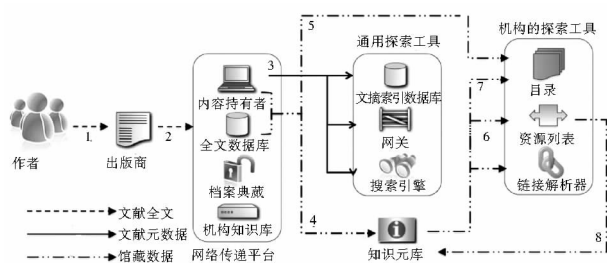 5
通用探索工具
机构的探索工具
3
内容持有者
文摘索引数据库
7
目录
1
2
作者
出版商
全文数据库
网关
6
资源列表
档案典藏
搜索引擎
链接解析器
文献全文
机构知识库
4
8
文献元数据
馆藏数据
网络传递平台
知识元库